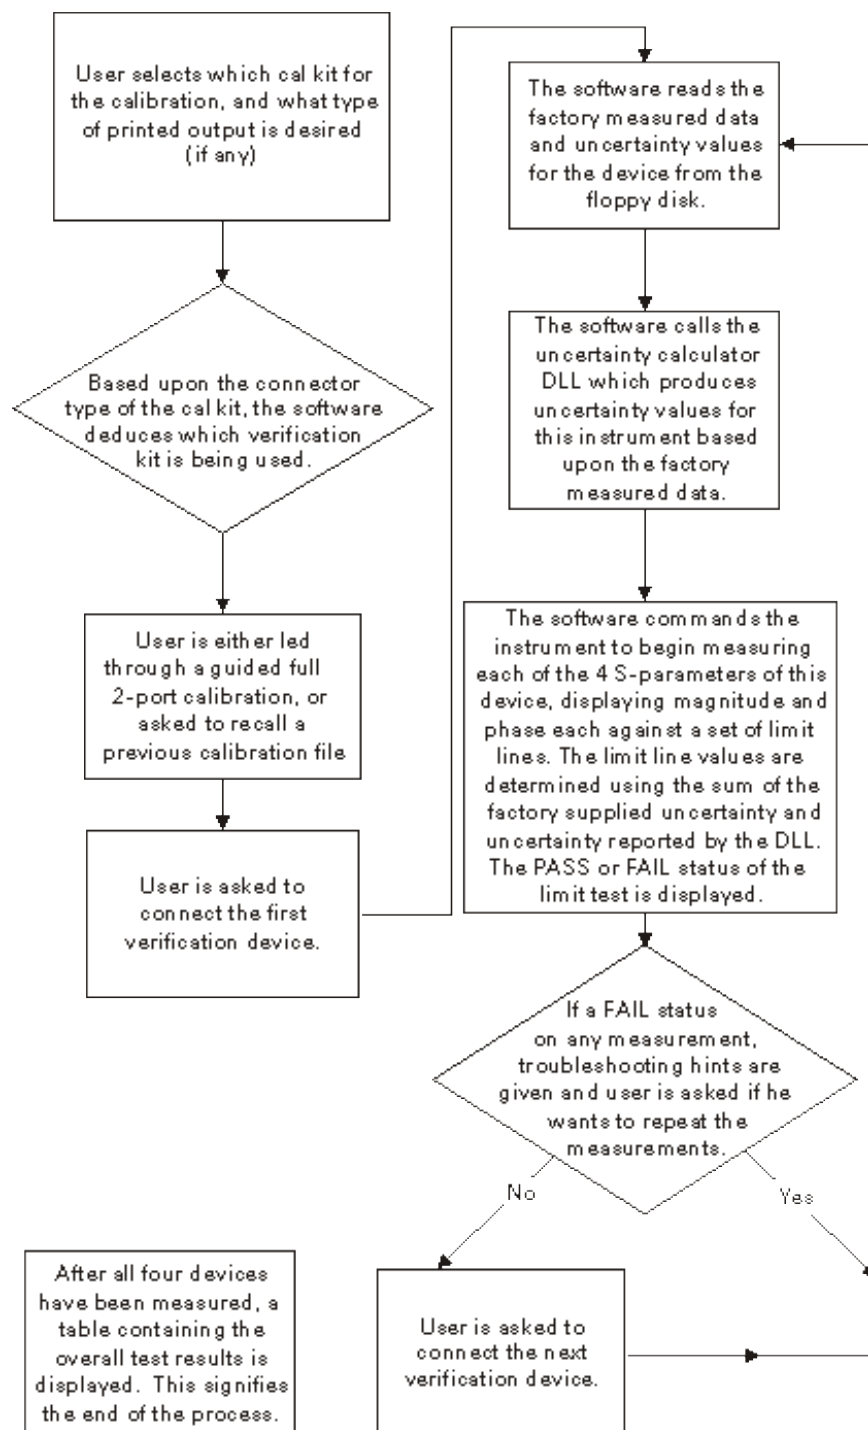 User selects which cal kit for
the calibration, and what type
of printed output is desired
(if any)
Based upon the connector
type of the cal kit, the software
deduces which verification
kit is being used.
User is either led
through a guided full
2-port calibration, or
asked to recall a
previous calibration file
User is asked to
connect the first
verification device.
The software reads the
factory measured data
and uncertainty values
for the device from the
floppy disk.
The software calls the
uncertainty calculator
DLL which produces
uncertainty values for
this instrument based
upon the factory
measured data.
The software commands the
instrument to begin measuring
each of the 4 S-parameters of this
device, displaying magnitude and
phase each against a set of limit
lines. The limit line values are
determined using the sum of the
factory supplied uncertainty and
uncertainty reported by the DLL.
The PASS or FAIL status of the
limit test is displayed.
If a FAIL status
on any measurement,
troubleshooting hints are
given and user is asked if he
wants to repeat the
measurements.
No
Yes
User is asked to
connect the next
verification device.
After all four devices
have been measured, a
table containing the
overall test results is
displayed. This signifies
the end of the process.